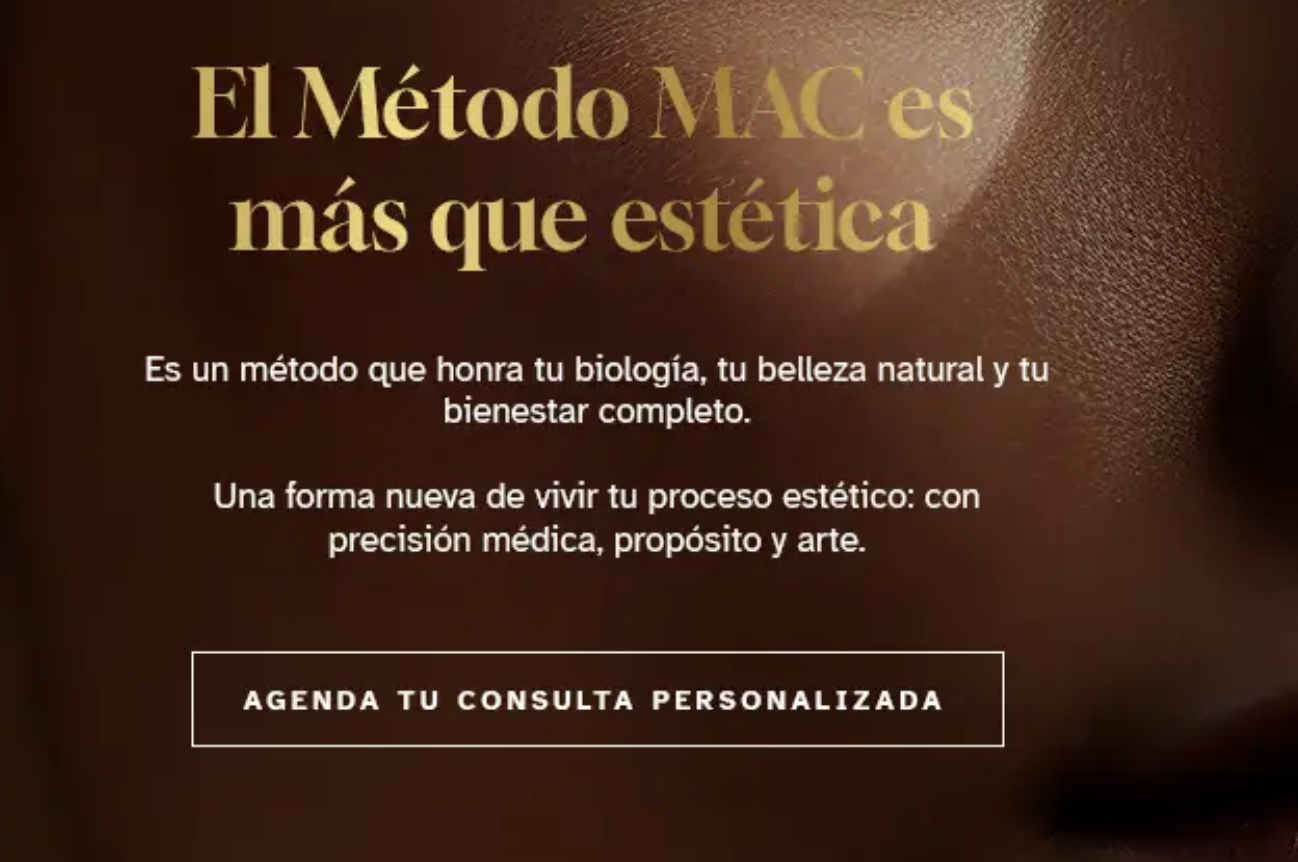 El Método MAC es
más que estética
Es un método que honra tu biología, tu belleza natural y tu
bienestar completo.
Una forma nueva de vivir tu proceso estético: con
precisión médica, propósito y arte.
AGENDA TU CONSULTA PERSONALIZADA